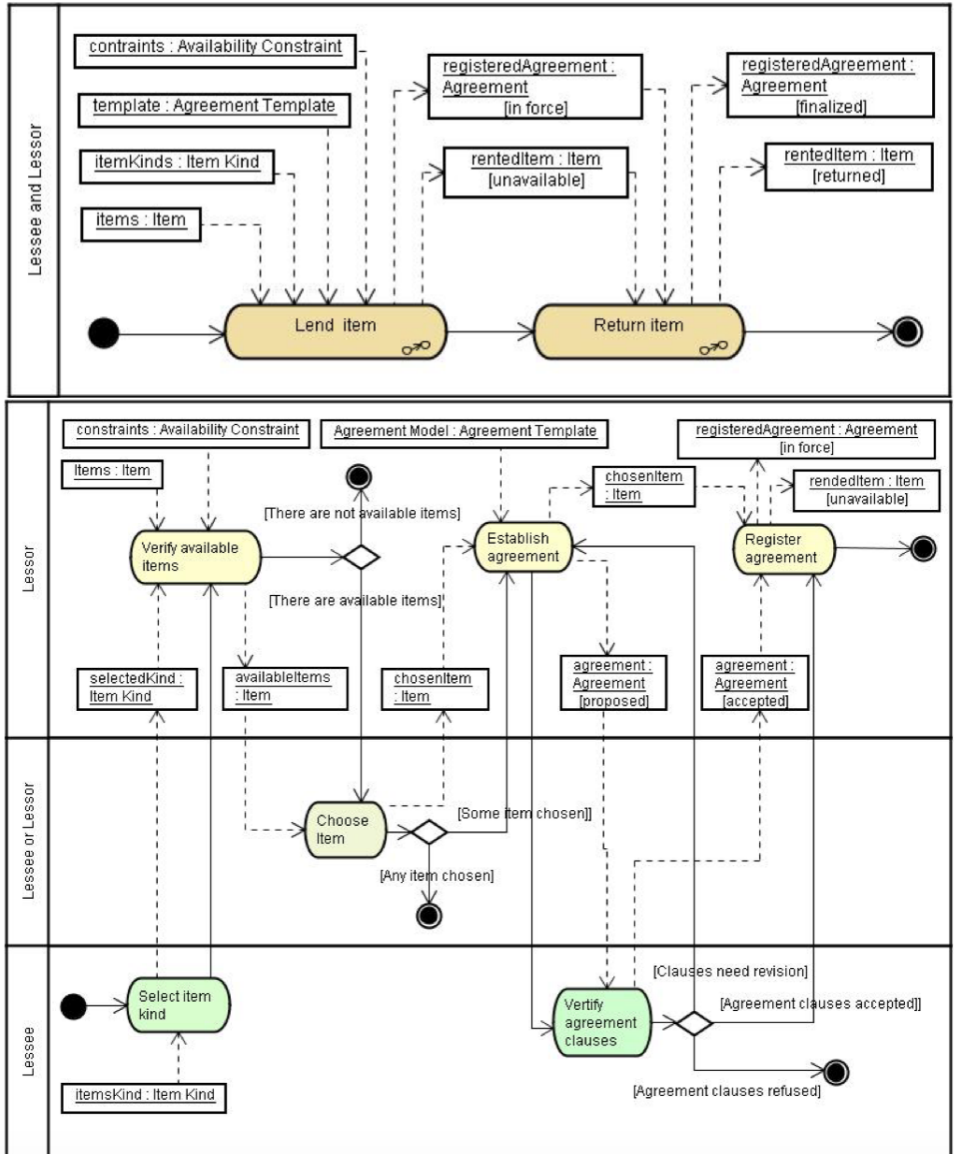 Lessee and Lessor
contraints : Availability Constraint
template : Agreement Template
itemKinds : Item Kind
items : Item
registeredAgreement :
Agreement
[in force]
rentedItem : Item
[unavailable]
registeredAgreement :
Agreement
[finalized]
rentedItem : Item
[returned]
Lend item
Return item
Lessor
constraints : Availability Constraint
Items : Item
Verify available
items
[There are not available items]
[There are available items]
Agreement Model : Agreement Template
Establish
agreement
chosenItem
: Item
registeredAgreement : Agreement
[in force]
rendedItem : Item
[unavailable]
Register
agreement
selectedKind :
Item Kind
availableItems
: Item
chosenItem
: Item
agreement :
Agreement
[proposed]
agreement :
Agreement
[accepted]
Lessee or Lessor
Choose
Item
[Some item chosen]]
[Any item chosen]
Lessee
Select item
kind
itemsKind : Item Kind
Vertify
agreement
clauses
[Clauses need revision]
[Agreement clauses accepted]]
[Agreement clauses refused]